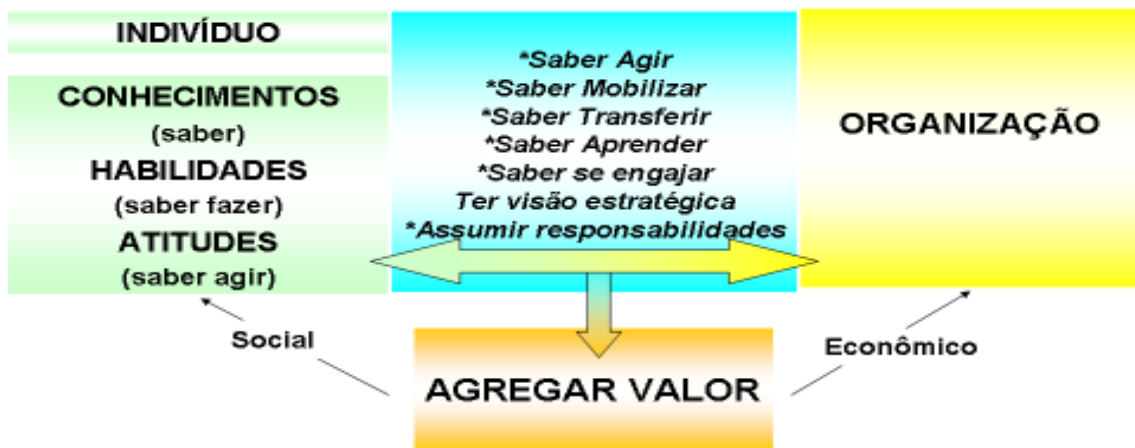 INDIVÍDUO
CONHECIMENTOS
(saber)
HABILIDADES
(saber fazer)
ATITUDES
(saber agir)
*Saber Agir
*Saber Mobilizar
*Saber Transferir
*Saber Aprender
*Saber se engajar
Ter visão estratégica
*Assumir responsabilidades
ORGANIZAÇÃO
Social
Econômico
AGREGAR VALOR